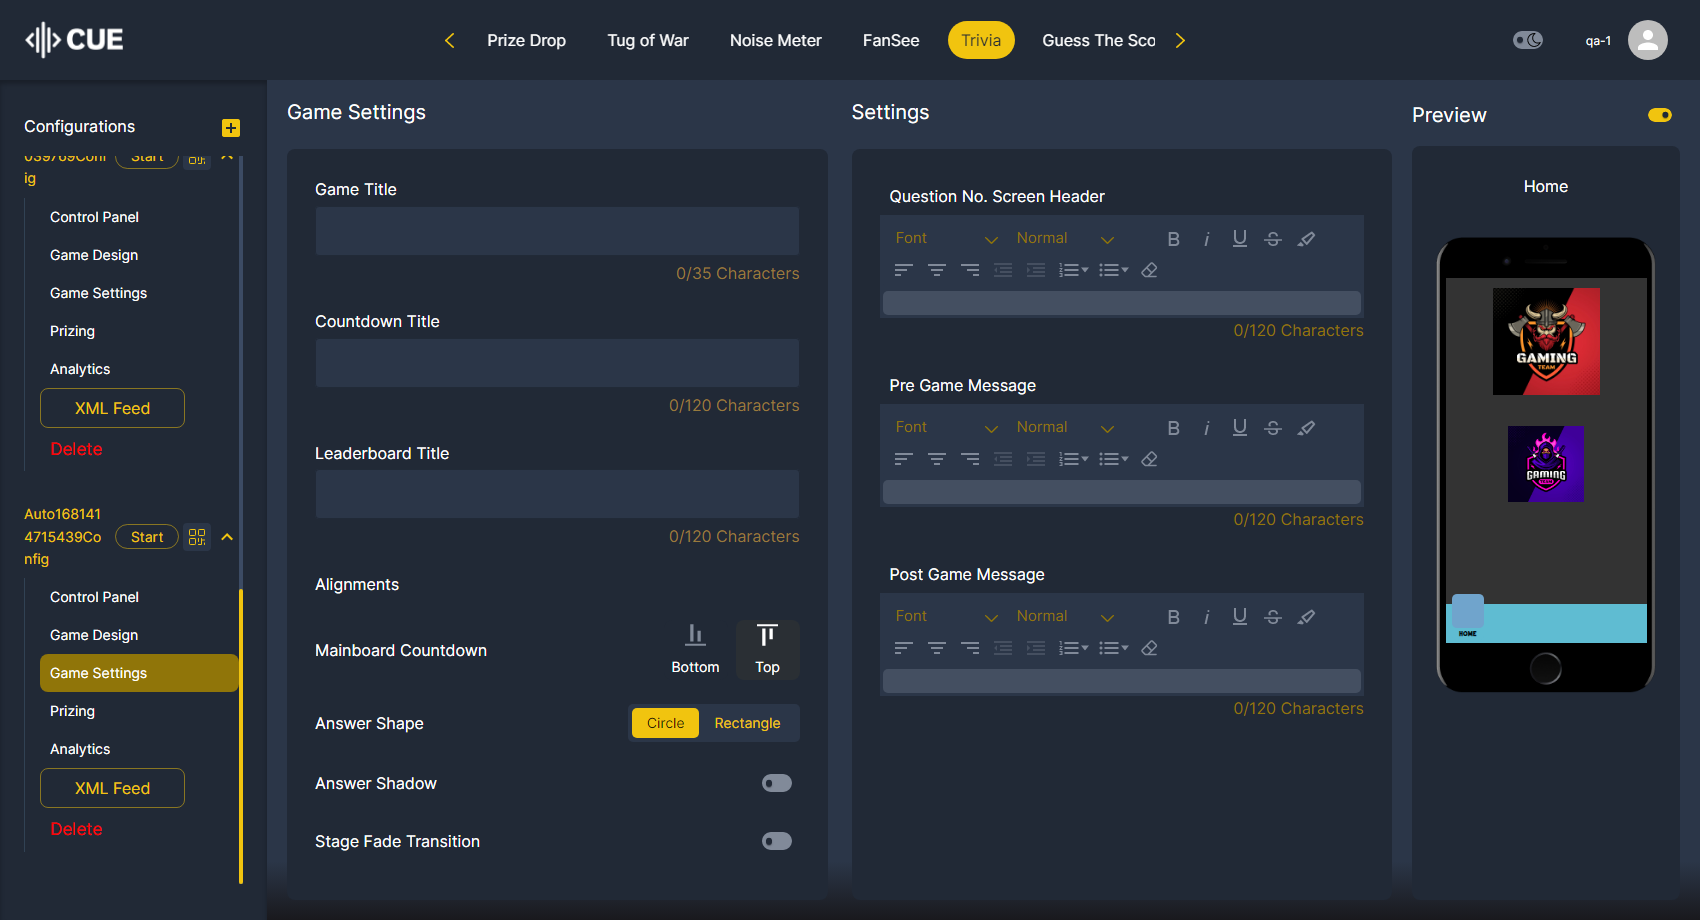 CUE
Prize Drop
Tug of War
Noise Meter
FanSee
Trivia
Guess The Sco
qa-1
Configurations
039769Conf
ig
Start
Control Panel
Game Design
Game Settings
Prizing
Analytics
XML Feed
Delete
Auto168141
4715439Co
nfig
Start
Control Panel
Game Design
Game Settings
Prizing
Analytics
XML Feed
Delete
Game Settings
Game Title
0/35 Characters
Countdown Title
0/120 Characters
Leaderboard Title
0/120 Characters
Alignments
Mainboard Countdown
Bottom
Top
Answer Shape
Circle
Rectangle
Answer Shadow
Stage Fade Transition
Settings
Question No. Screen Header
Font
Normal
B
i
U
S
0/120 Characters
Pre Game Message
Font
Normal
B
i
U
S
0/120 Characters
Post Game Message
Font
Normal
B
i
U
S
0/120 Characters
Preview
Home
GAMING
TEAM
GAMING
TEAM
HOME